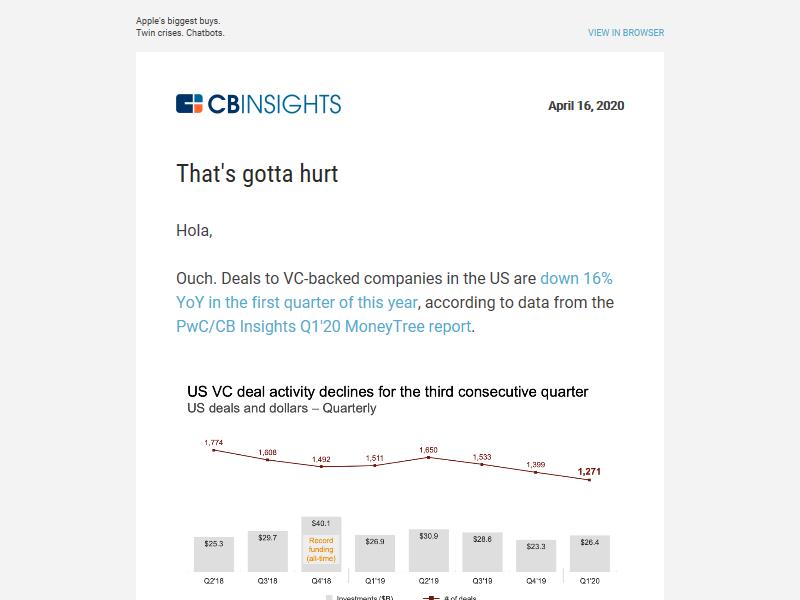 Apple's biggest buys.
Twin crises. Chatbots.
VIEW IN BROWSER
CBINSIGHTS
April 16, 2020
That's gotta hurt
Hola,
Ouch. Deals to VC-backed companies in the US are down 16%
YoY in the first quarter of this year, according to data from the
PwC/CB Insights Q1'20 MoneyTree report.
US VC deal activity declines for the third consecutive quarter
US deals and dollars – Quarterly
1,774 1,608 1,492 1,511 1,650 1,533 1,399 1,271
$25.3 $29.7 $40.1 $26.9 $30.9 $28.6 $23.3 $26.4
Record
funding
(all-time)
Q2'18 Q3'18 Q4'18 Q1'19 Q2'19 Q3'19 Q4'19 Q1'20
Investments ($B) # of deals